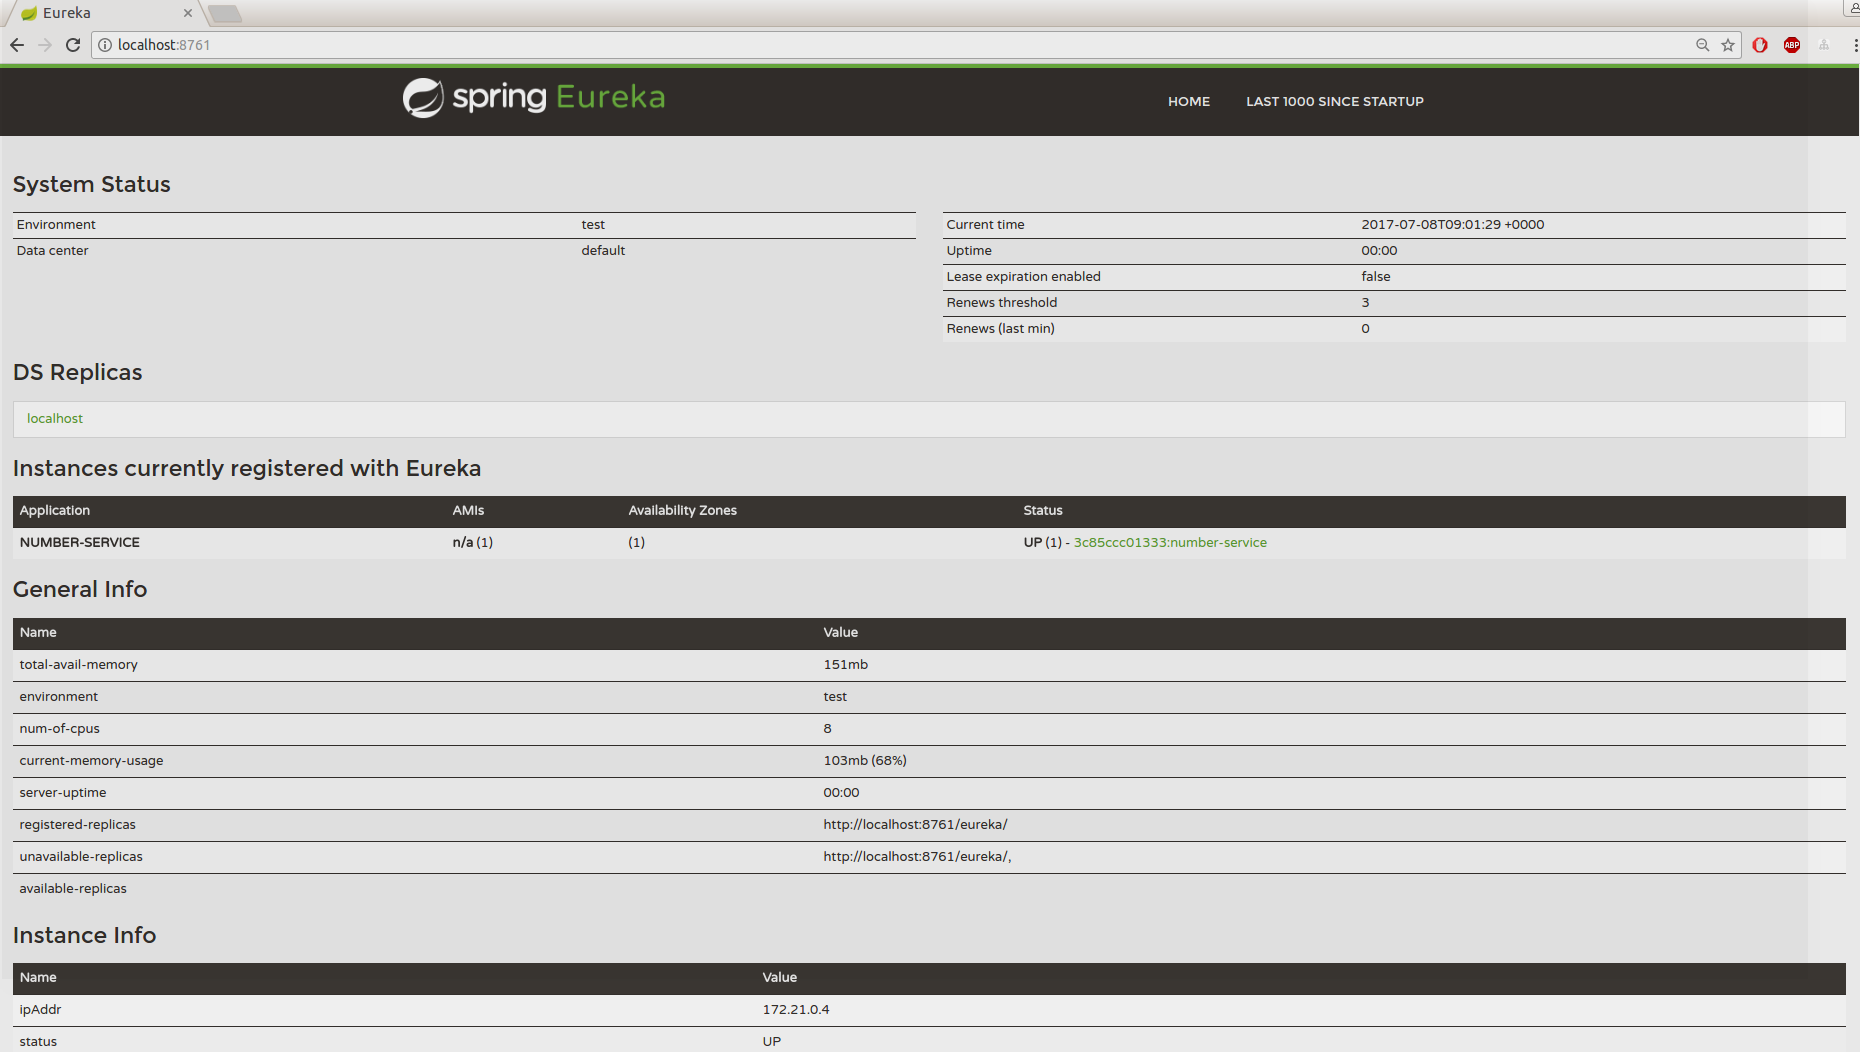 Eureka
localhost:8761
ABP
spring Eureka
HOME LAST 1000 SINCE STARTUP
System Status
Environment test
Data center default
Current time 2017-07-08T09:01:29 +0000
Uptime 00:00
Lease expiration enabled false
Renews threshold 3
Renews (last min) 0
DS Replicas
localhost
Instances currently registered with Eureka
Application AMIs Availability Zones Status
NUMBER-SERVICE n/a (1) (1) UP (1) - 3c85ccc01333:number-service
General Info
Name Value
total-avail-memory 151mb
environment test
num-of-cpus 8
current-memory-usage 103mb (68%)
server-uptime 00:00
registered-replicas http://localhost:8761/eureka/
unavailable-replicas http://localhost:8761/eureka/,
available-replicas
Instance Info
Name Value
ipAddr 172.21.0.4
status UP